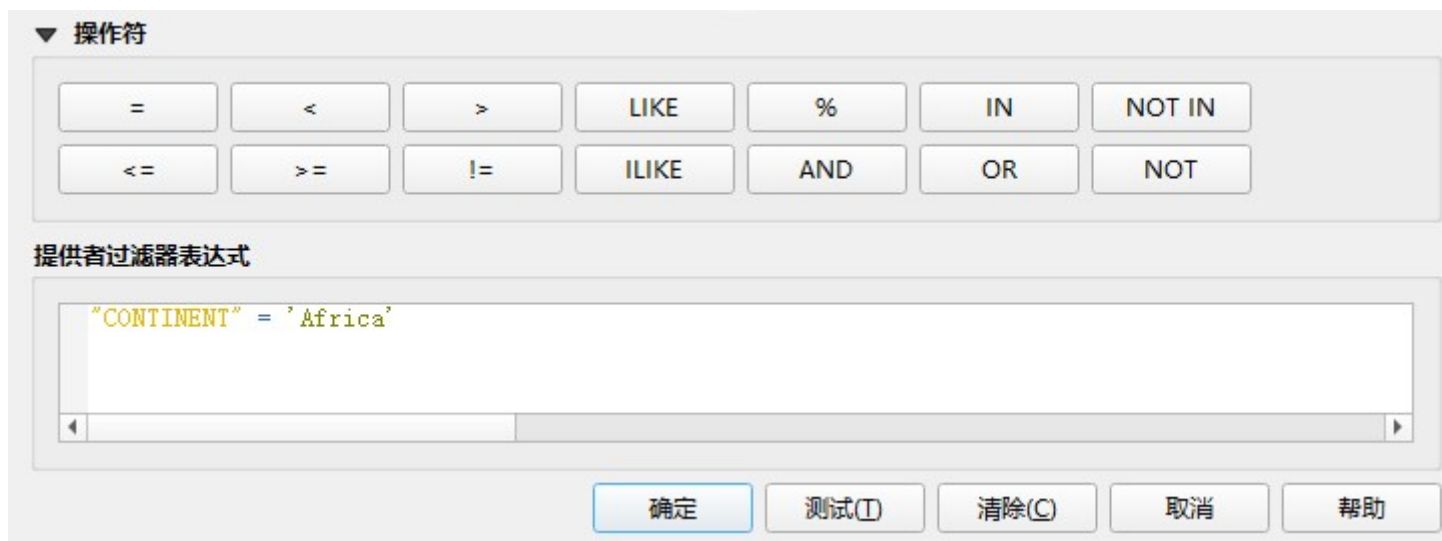 操作符
= < > LIKE % IN NOT IN
<= >= != ILIKE AND OR NOT
提供者过滤器表达式
"CONTINENT" = 'Africa'
确定 测试(T) 清除(C) 取消 帮助